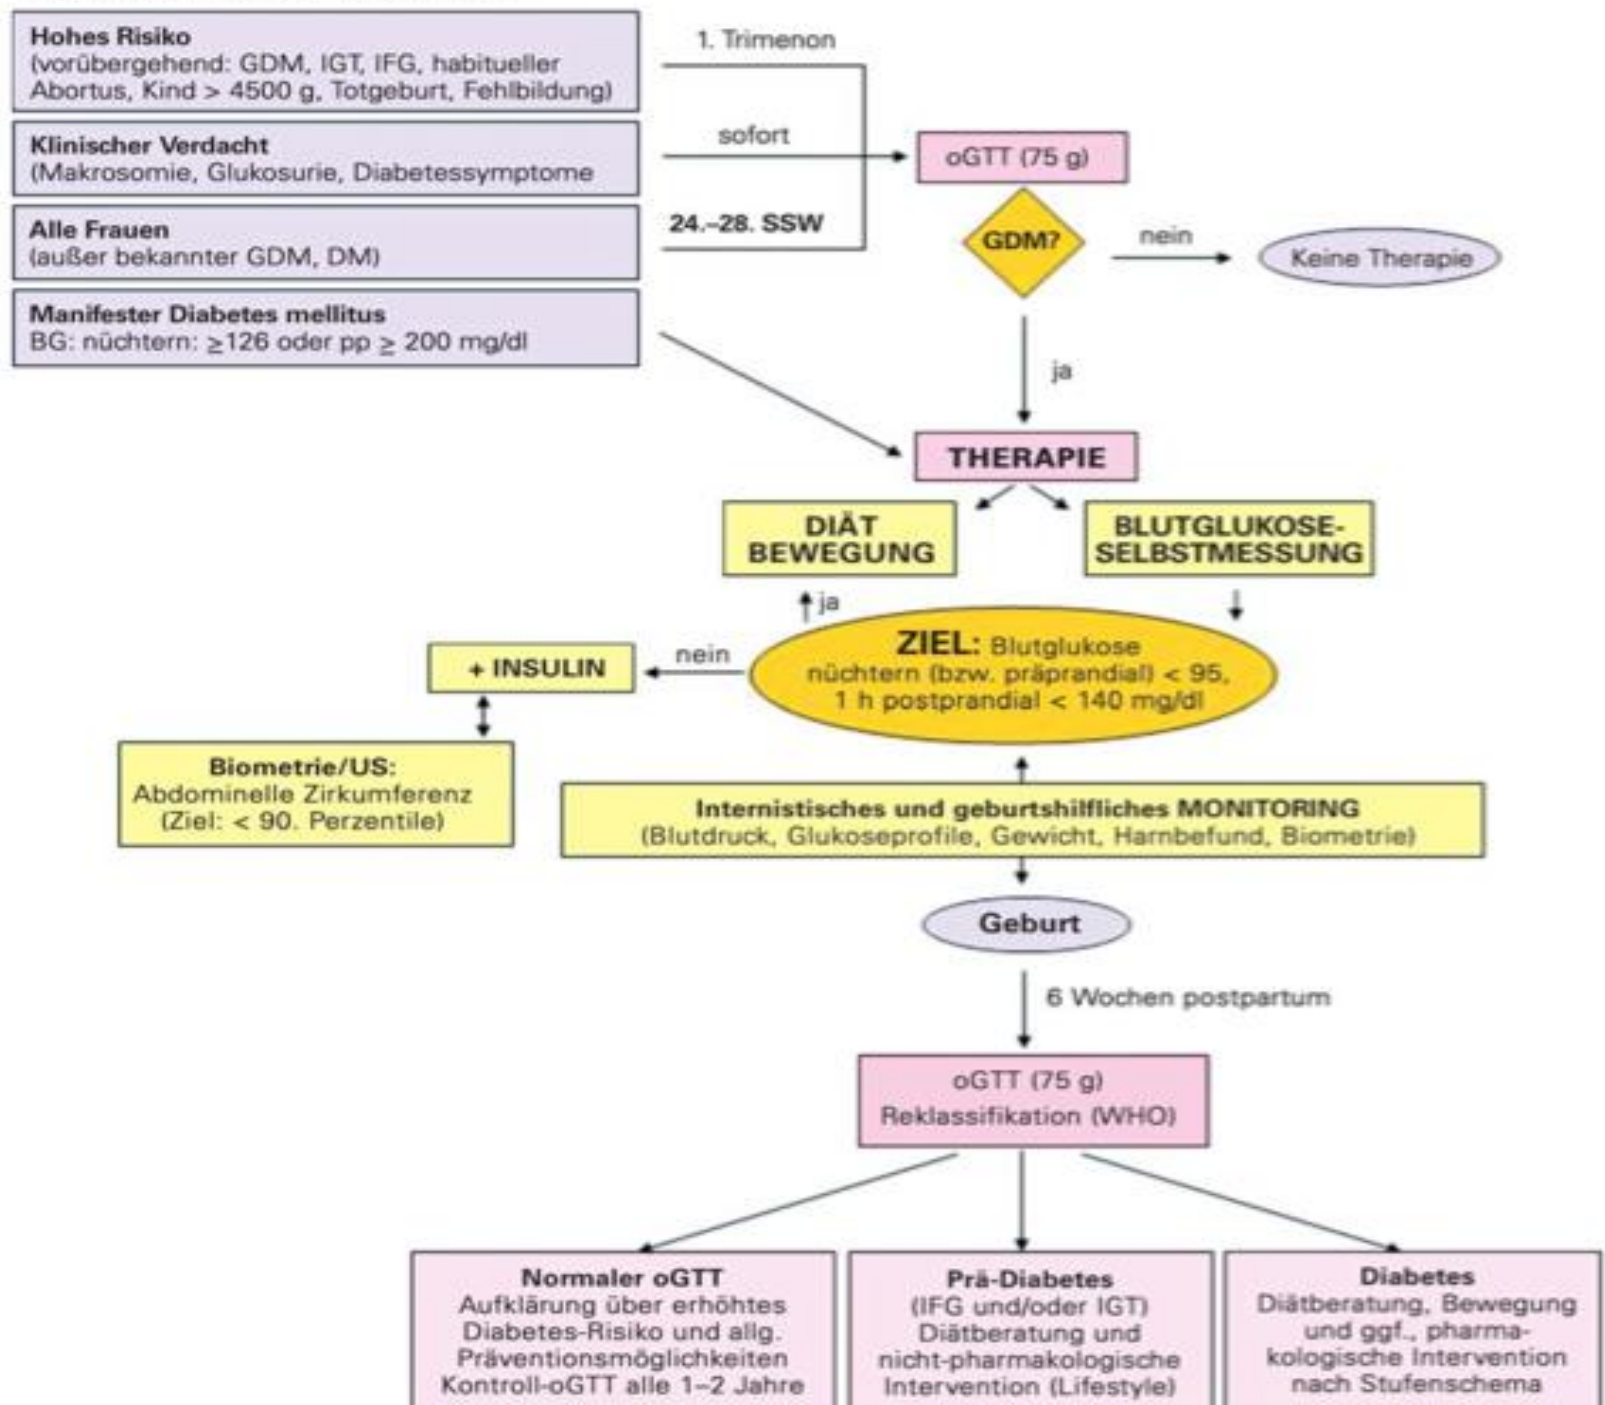 Hohes Risiko
(vorübergehend: GDM, IGT, IFG, habitueller
Abortus, Kind > 4500 g, Totgeburt, Fehlbildung)
1. Trimenon
Klinischer Verdacht
(Makrosomie, Glukosurie, Diabetessymptome
sofort
oGTT (75 g)
Alle Frauen
(außer bekannter GDM, DM)
24.–28. SSW
GDM?
nein
Keine Therapie
Manifester Diabetes mellitus
BG: nüchtern: ≥126 oder pp ≥ 200 mg/dl
ja
THERAPIE
DIÄT
BEWEGUNG
BLUTGLUKOSE-
SELBSTMESSUNG
ja
ZIEL: Blutglukose
nüchtern (bzw. präprandial) < 95,
1 h postprandial < 140 mg/dl
nein
+ INSULIN
Biometrie/US:
Abdominelle Zirkumferenz
(Ziel: < 90. Perzentile)
Internistisches und geburtshilfliches MONITORING
(Blutdruck, Glukoseprofile, Gewicht, Harnbefund, Biometrie)
Geburt
6 Wochen postpartum
oGTT (75 g)
Reklassifikation (WHO)
Normaler oGTT
Aufklärung über erhöhtes
Diabetes-Risiko und allg.
Präventionsmöglichkeiten
Kontroll-oGTT alle 1–2 Jahre
Prä-Diabetes
(IFG und/oder IGT)
Diätberatung und
nicht-pharmakologische
Intervention (Lifestyle)
Diabetes
Diätberatung, Bewegung
und ggf., pharma-
kologische Intervention
nach Stufenschema